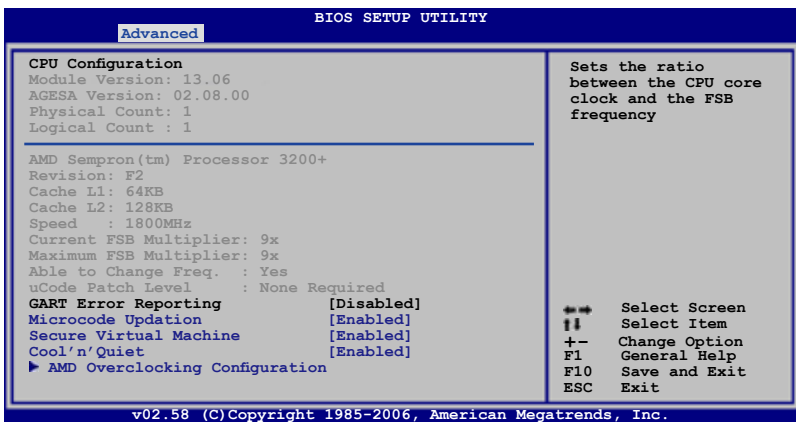 BIOS SETUP UTILITY
Advanced
CPU Configuration
Module Version: 13.06
AGESA Version: 02.08.00
Physical Count: 1
Logical Count : 1
AMD Sempron(tm) Processor 3200+
Revision: F2
Cache L1: 64KB
Cache L2: 128KB
Speed : 1800MHz
Current FSB Multiplier: 9x
Maximum FSB Multiplier: 9x
Able to Change Freq. : Yes
uCode Patch Level : None Required
GART Error Reporting [Disabled]
Microcode Updation [Enabled]
Secure Virtual Machine [Enabled]
Cool'n'Quiet [Enabled]
AMD Overclocking Configuration
Sets the ratio
between the CPU core
clock and the FSB
frequency
Select Screen
Select Item
+- Change Option
F1 General Help
F10 Save and Exit
ESC Exit
v02.58 (C)Copyright 1985-2006, American Megatrends, Inc.